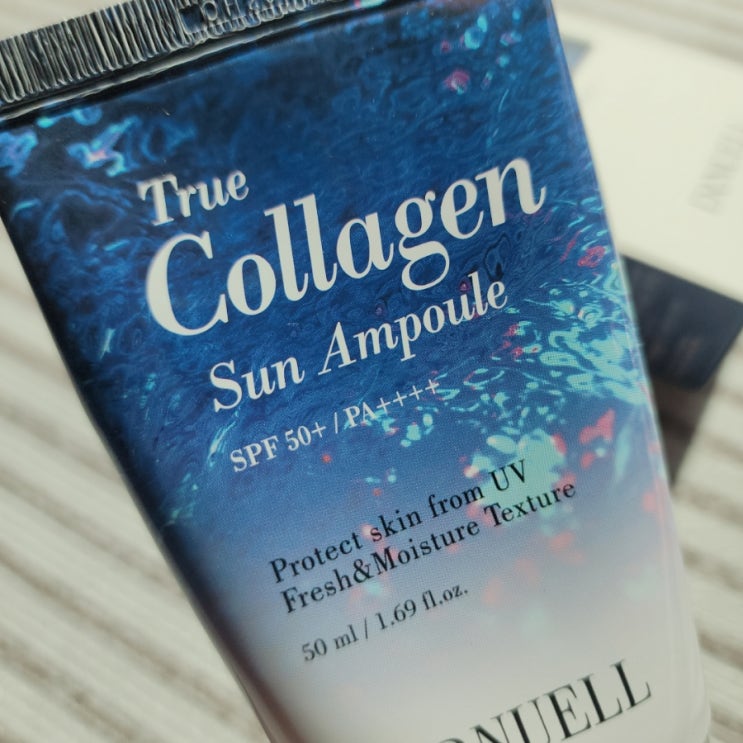 True
Collagen
Sun Ampoule
SPF 50+ / PA++++
Protect skin from UV
Fresh&Moisture Texture
50 ml / 1.69 fl.oz.